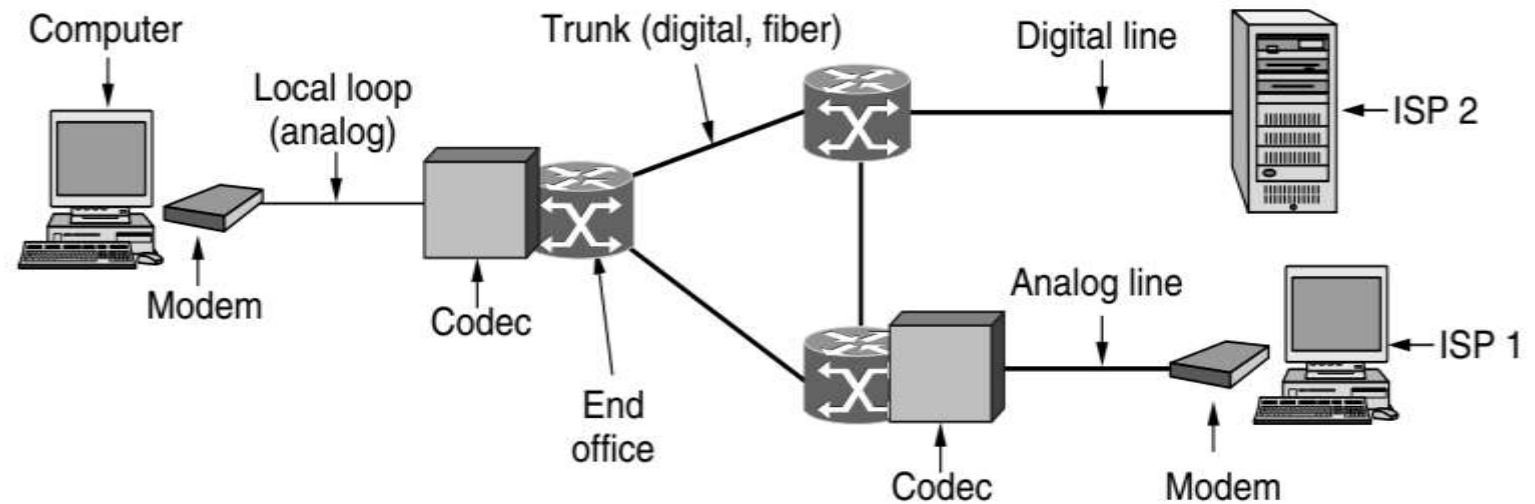 Computer
Trunk (digital, fiber)
Digital line
Local loop
(analog)
ISP 2
Modem
Codec
Analog line
ISP 1
End
office
Codec
Modem